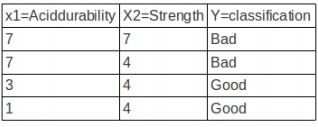 x1=Aciddurability X2=Strength Y=classification
7 7 Bad
7 4 Bad
3 4 Good
1 4 Good